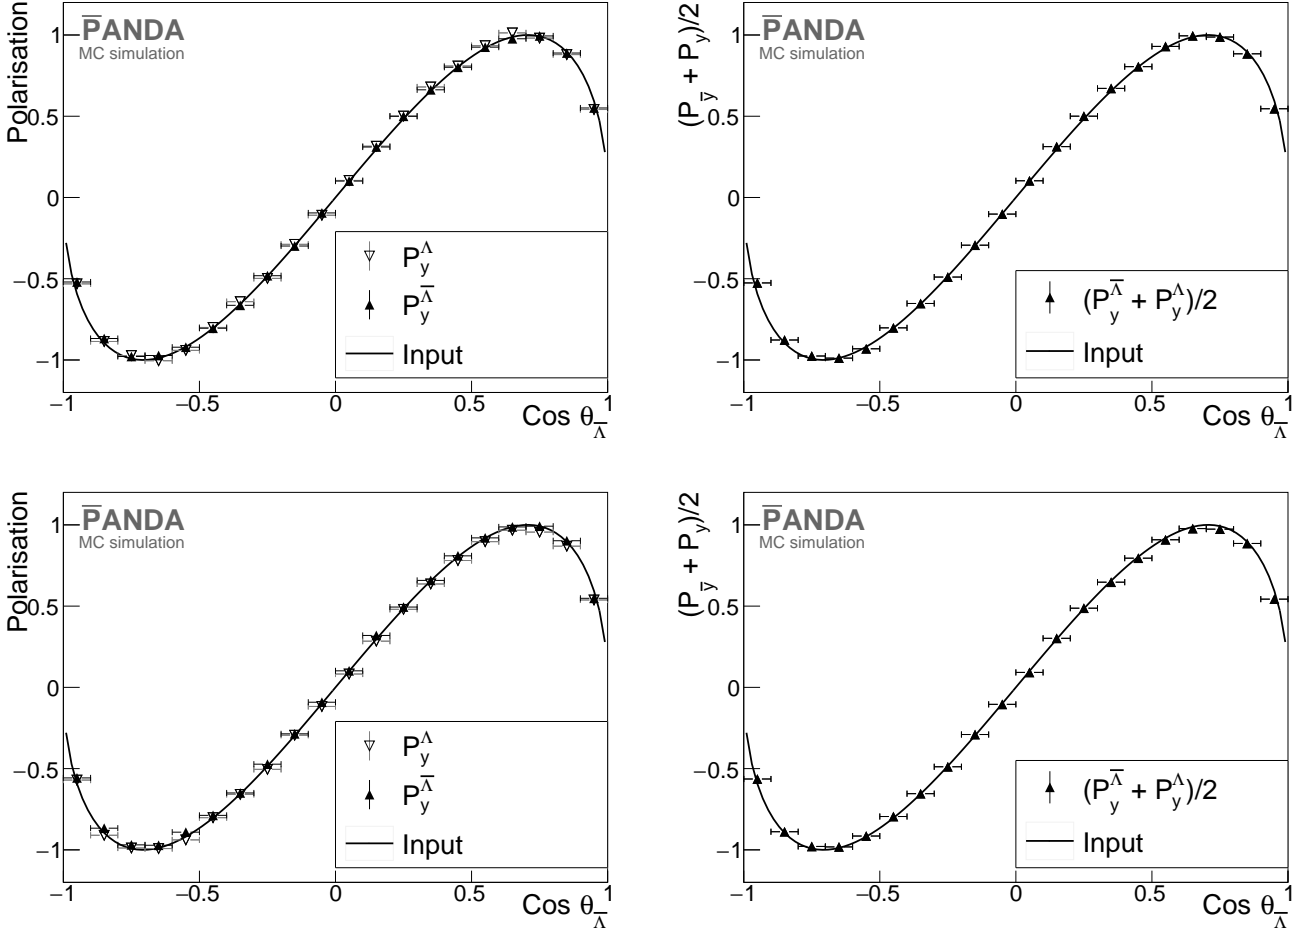 Polarisation
P̅ANDA
MC simulation
1
0.5
0
−0.5
−1
P_y^Λ
P_y^Λ̅
Input
−1 −0.5 0 0.5 1
Cos θ_Λ̅
(P_y̅ + P_y)/2
P̅ANDA
MC simulation
1
0.5
0
−0.5
−1
(P_y^Λ̅ + P_y^Λ)/2
Input
−1 −0.5 0 0.5 1
Cos θ_Λ̅
Polarisation
P̅ANDA
MC simulation
1
0.5
0
−0.5
−1
P_y^Λ
P_y^Λ̅
Input
−1 −0.5 0 0.5 1
Cos θ_Λ̅
(P_y̅ + P_y)/2
P̅ANDA
MC simulation
1
0.5
0
−0.5
−1
(P_y^Λ̅ + P_y^Λ)/2
Input
−1 −0.5 0 0.5 1
Cos θ_Λ̅